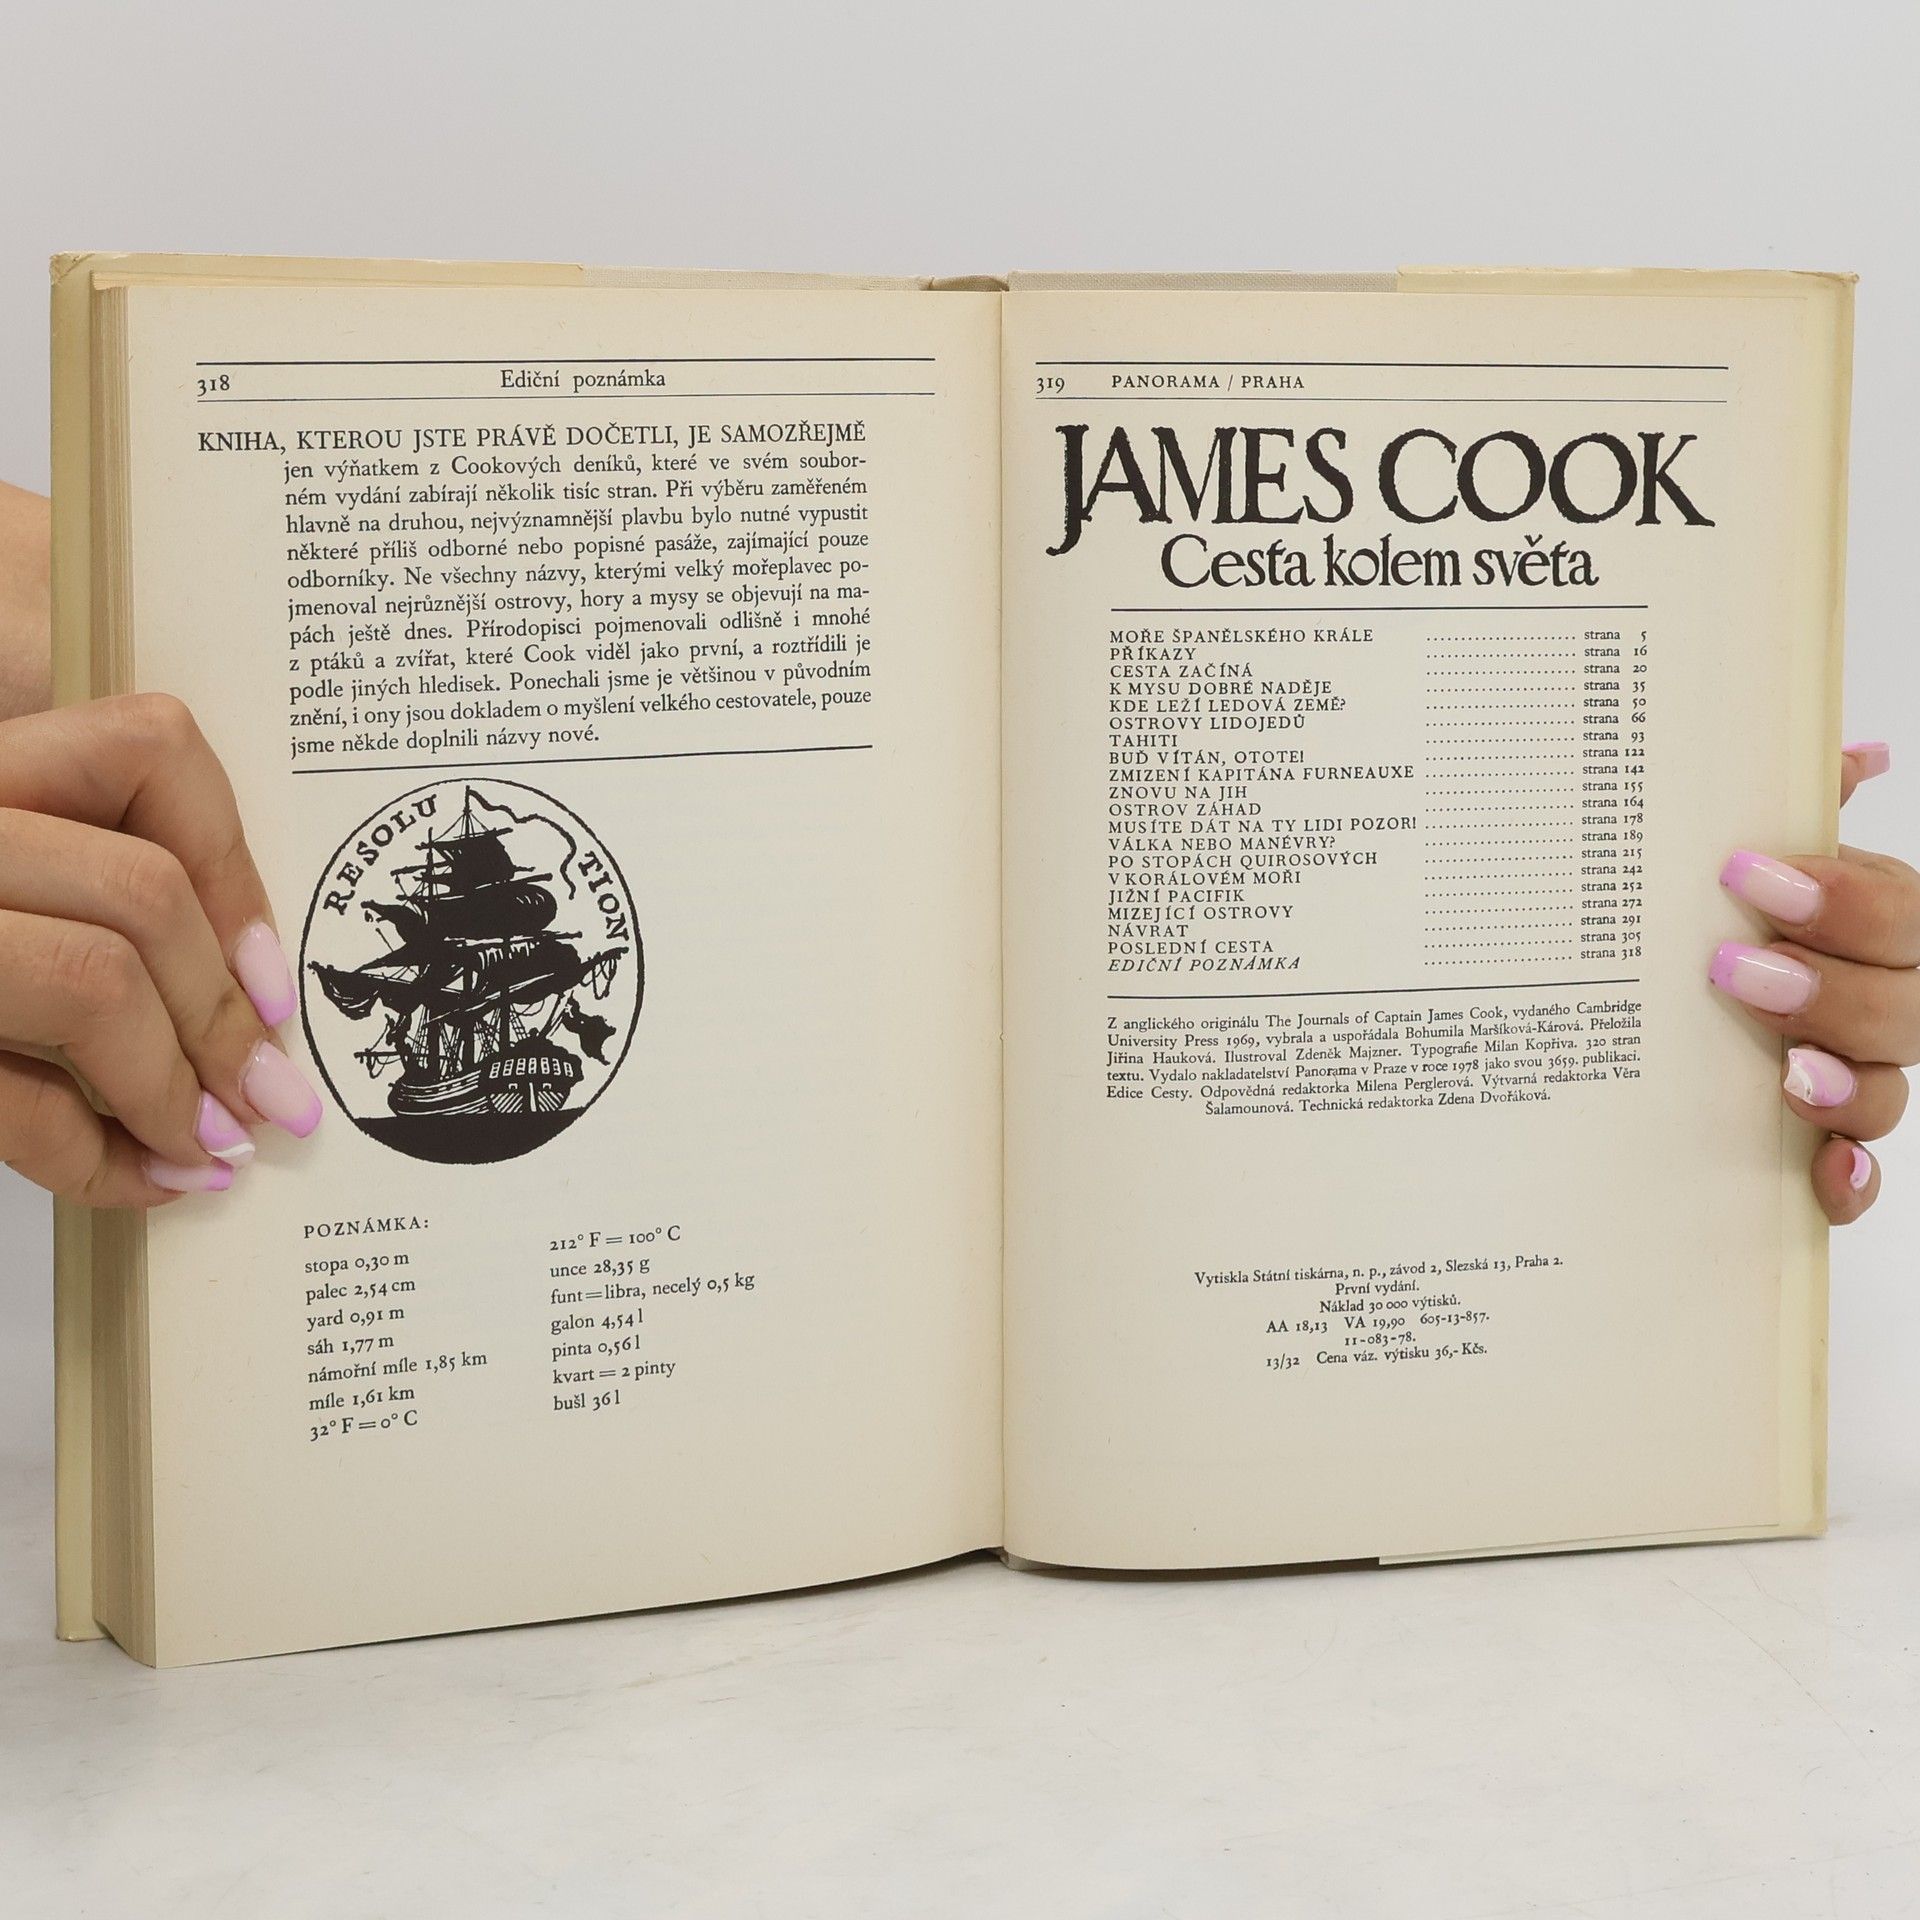 318 Ediční poznámka
KNIHA, KTEROU JSTE PRÁVĚ DOČETLI, JE SAMOZŘEJMĚ
jen výňatkem z Cookových deníků, které ve svém soubor-
ném vydání zabírají několik tisíc stran. Při výběru zaměřeném
hlavně na druhou, nejvýznamnější plavbu bylo nutné vypustit
některé příliš odborné nebo popisné pasáže, zajímající pouze
odborníky. Ne všechny názvy, kterými velký mořeplavec po-
jmenoval nejrůznější ostrovy, hory a mysy se objevují na ma-
pách ještě dnes. Přírodopisci pojmenovali odlišně i mnohé
z ptáků a zvířat, které Cook viděl jako první, a roztřídili je
podle jiných hledisek. Ponechali jsme je většinou v původním
znění, i ony jsou dokladem o myšlení velkého cestovatele, pouze
jsme někde doplnili názvy nové.
RESOLU TION
POZNÁMKA:
stopa 0,30 m
palec 2,54 cm
yard 0,91 m
sáh 1,77 m
námořní míle 1,85 km
míle 1,61 km
32° F = 0° C
212° F = 100° C
unce 28,35 g
funt = libra, necelý 0,5 kg
galon 4,54 l
pinta 0,56 l
kvart = 2 pinty
bušl 36 l
319 PANORAMA / PRAHA
JAMES COOK
Cesta kolem světa
MOŘE ŠPANĚLSKÉHO KRÁLE ........ strana 5
PŘÍKAZY ........ strana 16
CESTA ZAČÍNÁ ........ strana 20
K MYSU DOBRÉ NADĚJE ........ strana 35
KDE LEŽÍ LEDOVÁ ZEMĚ? ........ strana 50
OSTROVY LIDOJEDŮ ........ strana 66
TAHITI ........ strana 93
BUĎ VÍTÁN, OTOTE! ........ strana 122
ZMIZENÍ KAPITÁNA FURNEAUXE ........ strana 142
ZNOVU NA JIH ........ strana 155
OSTROV ZÁHAD ........ strana 164
MUSÍTE DÁT NA TY LIDI POZOR! ........ strana 178
VÁLKA NEBO MANÉVRY? ........ strana 189
PO STOPÁCH QUIROSOVÝCH ........ strana 215
V KORÁLOVÉM MOŘI ........ strana 242
JIŽNÍ PACIFIK ........ strana 252
MIZEJÍCÍ OSTROVY ........ strana 272
NÁVRAT ........ strana 291
POSLEDNÍ CESTA ........ strana 305
EDIČNÍ POZNÁMKA ........ strana 318
Z anglického originálu The Journals of Captain James Cook, vydaného Cambridge
University Press 1969, vybrala a uspořádala Bohumila Maršíková-Kárová. Přeložila
Jiřina Hauková. Ilustroval Zdeněk Majzner. Typografie Milan Kopřiva. 320 stran
textu. Vydalo nakladatelství Panorama v Praze v roce 1978 jako svou 3659. publikaci.
Edice Cesty. Odpovědná redaktorka Milena Perglerová. Výtvarná redaktorka Věra
Šalamounová. Technická redaktorka Zdena Dvořáková.
Vytiskla Státní tiskárna, n. p., závod 2, Slezská 13, Praha 2.
První vydání.
Náklad 30 000 výtisků.
AA 18,13 VA 19,90 605-13-857.
11-083-78.
13/32 Cena váz. výtisku 36,- Kčs.